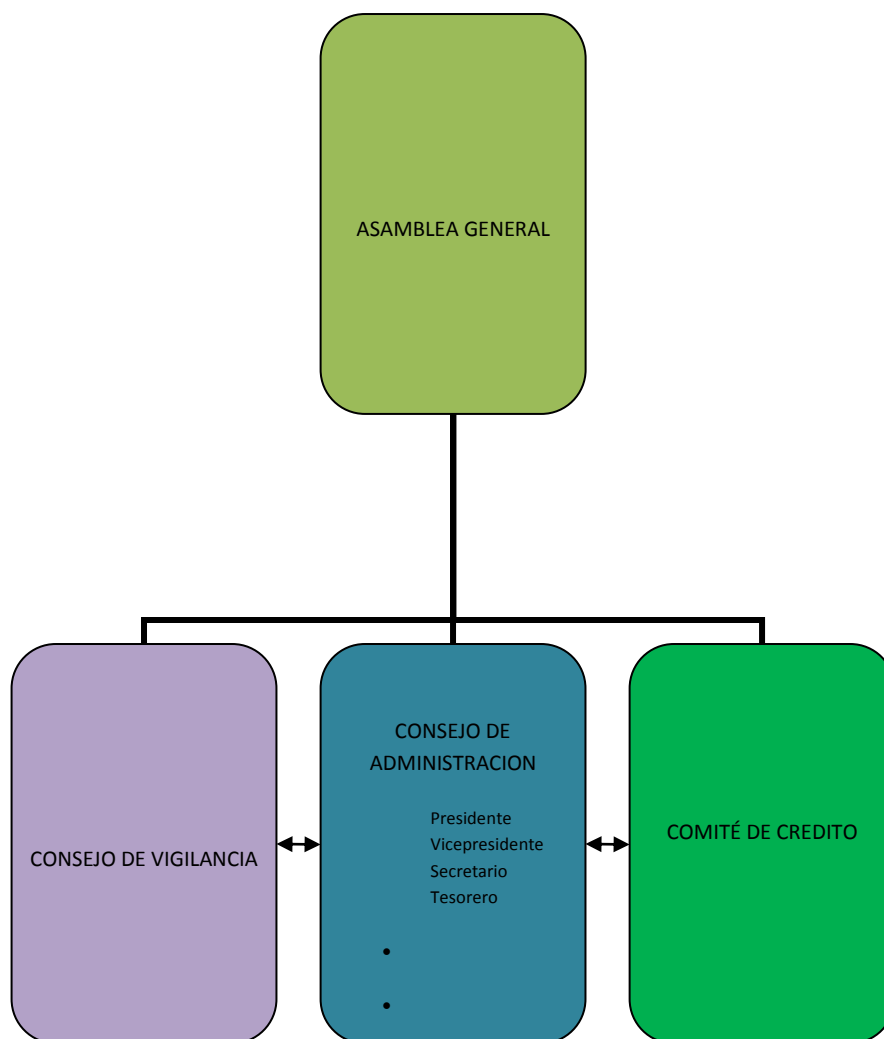 ASAMBLEA GENERAL
CONSEJO DE VIGILANCIA
CONSEJO DE
ADMINISTRACION
Presidente
Vicepresidente
Secretario
Tesorero
•
•
COMITÉ DE CREDITO